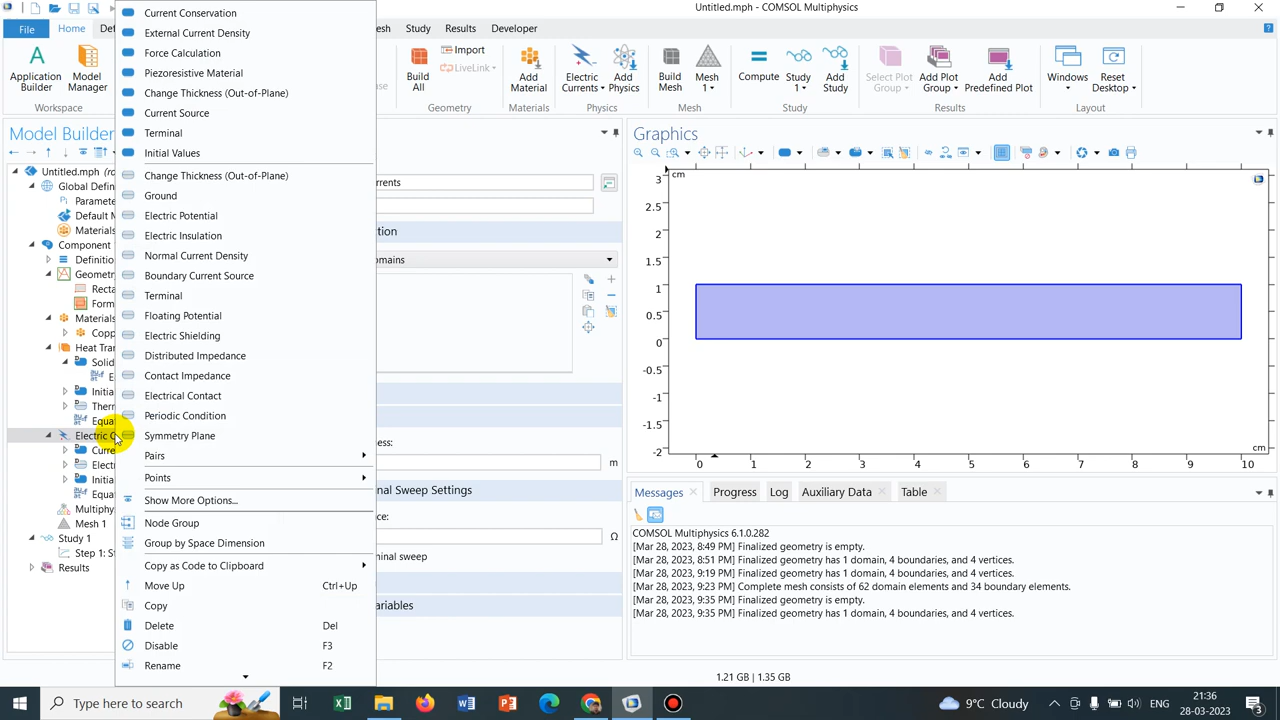 Untitled.mph - COMSOL Multiphysics
File
Home
Study
Results
Developer
Application Builder
Model Manager
Workspace
Build All
Import
LiveLink
Geometry
Add Material
Materials
Electric Currents
Add Physics
Physics
Build Mesh
Mesh 1
Mesh
Compute
Study 1
Add Study
Study
Select Plot Group
Add Plot Group
Add Predefined Plot
Results
Windows
Reset Desktop
Layout
Model Builder
Untitled.mph (ro
Global Defin
Paramete
Default M
Materials
Component
Definitio
Geometr
Recta
Form
Materials
Copp
Heat Tran
Solid
E
Initia
Therr
Equa
Electric C
Curre
Electi
Initia
Equa
Multiphy
Mesh 1
Study 1
Step 1: S
Results
Current Conservation
External Current Density
Force Calculation
Piezoresistive Material
Change Thickness (Out-of-Plane)
Current Source
Terminal
Initial Values
Change Thickness (Out-of-Plane)
Ground
Electric Potential
Electric Insulation
Normal Current Density
Boundary Current Source
Terminal
Floating Potential
Electric Shielding
Distributed Impedance
Contact Impedance
Electrical Contact
Periodic Condition
Symmetry Plane
Pairs
Points
Show More Options...
Node Group
Group by Space Dimension
Copy as Code to Clipboard
Move Up Ctrl+Up
Copy
Delete Del
Disable F3
Rename F2
rrents
tion
omains
ness:
m
nal Sweep Settings
ce:
Ω
nal sweep
ariables
Graphics
cm
3
2.5
2
1.5
1
0.5
0
-0.5
-1
-1.5
-2
0 1 2 3 4 5 6 7 8 9 10
cm
Messages Progress Log Auxiliary Data Table
COMSOL Multiphysics 6.1.0.282
[Mar 28, 2023, 8:49 PM] Finalized geometry is empty.
[Mar 28, 2023, 8:51 PM] Finalized geometry has 1 domain, 4 boundaries, and 4 vertices.
[Mar 28, 2023, 9:19 PM] Finalized geometry has 1 domain, 4 boundaries, and 4 vertices.
[Mar 28, 2023, 9:23 PM] Complete mesh consists of 62 domain elements and 34 boundary elements.
[Mar 28, 2023, 9:35 PM] Finalized geometry is empty.
[Mar 28, 2023, 9:35 PM] Finalized geometry has 1 domain, 4 boundaries, and 4 vertices.
1.21 GB | 1.35 GB
Type here to search
9°C Cloudy
ENG
21:36
28-03-2023
3